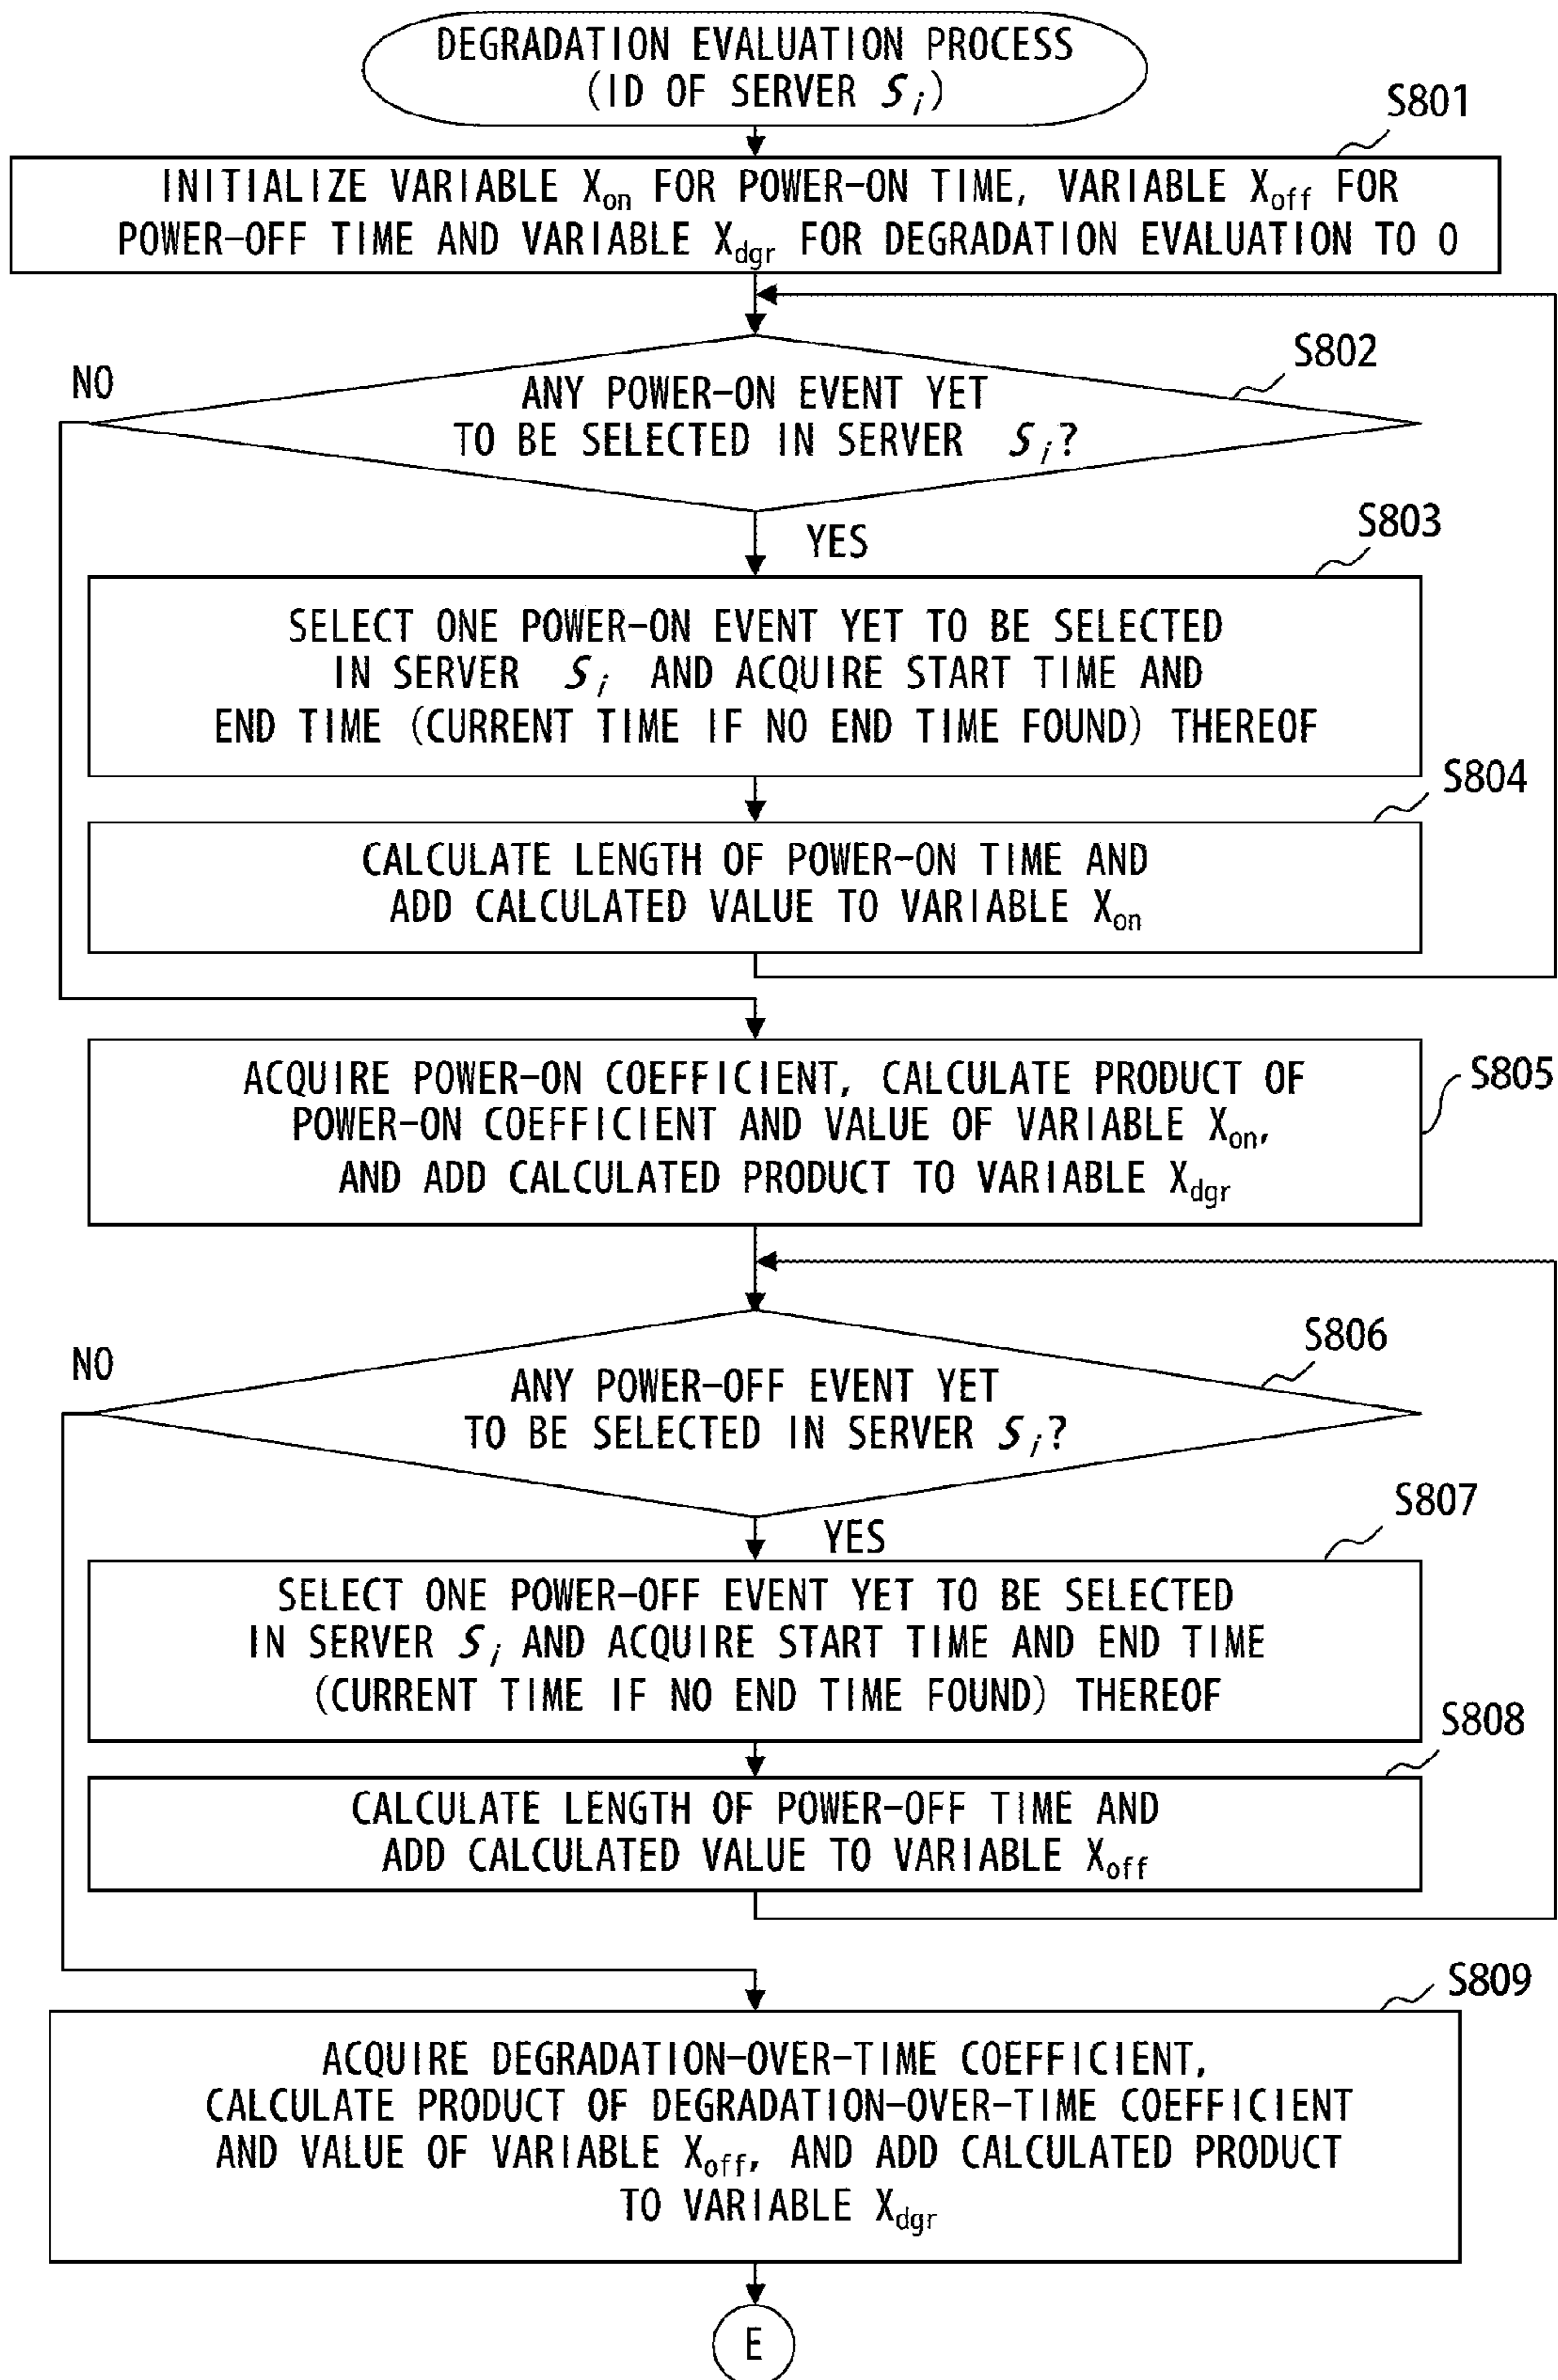 DEGRADATION EVALUATION PROCESS
(ID OF SERVER Si)
S801
INITIALIZE VARIABLE Xon FOR POWER-ON TIME, VARIABLE Xoff FOR
POWER-OFF TIME AND VARIABLE Xdgr FOR DEGRADATION EVALUATION TO 0
S802
NO
ANY POWER-ON EVENT YET
TO BE SELECTED IN SERVER Si?
YES
S803
SELECT ONE POWER-ON EVENT YET TO BE SELECTED
IN SERVER Si AND ACQUIRE START TIME AND
END TIME (CURRENT TIME IF NO END TIME FOUND) THEREOF
S804
CALCULATE LENGTH OF POWER-ON TIME AND
ADD CALCULATED VALUE TO VARIABLE Xon
S805
ACQUIRE POWER-ON COEFFICIENT, CALCULATE PRODUCT OF
POWER-ON COEFFICIENT AND VALUE OF VARIABLE Xon,
AND ADD CALCULATED PRODUCT TO VARIABLE Xdgr
S806
NO
ANY POWER-OFF EVENT YET
TO BE SELECTED IN SERVER Si?
YES
S807
SELECT ONE POWER-OFF EVENT YET TO BE SELECTED
IN SERVER Si AND ACQUIRE START TIME AND END TIME
(CURRENT TIME IF NO END TIME FOUND) THEREOF
S808
CALCULATE LENGTH OF POWER-OFF TIME AND
ADD CALCULATED VALUE TO VARIABLE Xoff
S809
ACQUIRE DEGRADATION-OVER-TIME COEFFICIENT,
CALCULATE PRODUCT OF DEGRADATION-OVER-TIME COEFFICIENT
AND VALUE OF VARIABLE Xoff, AND ADD CALCULATED PRODUCT
TO VARIABLE Xdgr
E